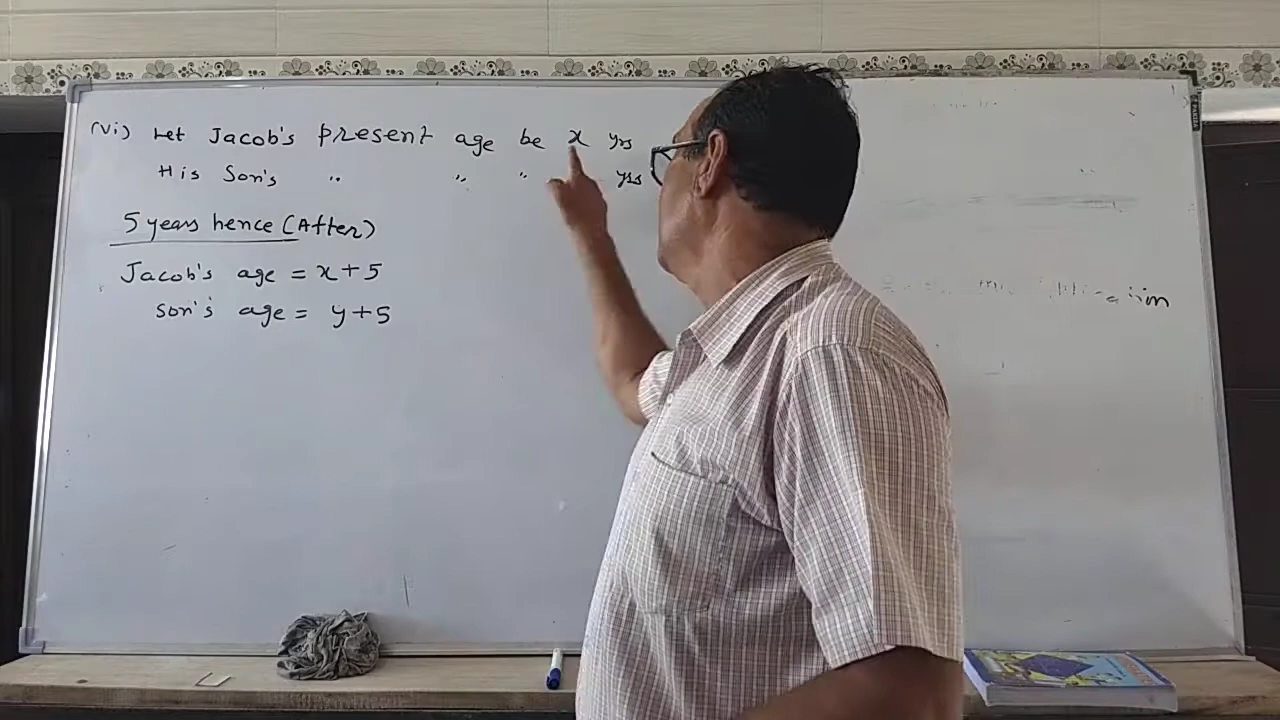 (vi) Let Jacob's present age be x yrs
His Son's " " " yrs
5 years hence (After)
Jacob's age = x+5
Son's age = y+5